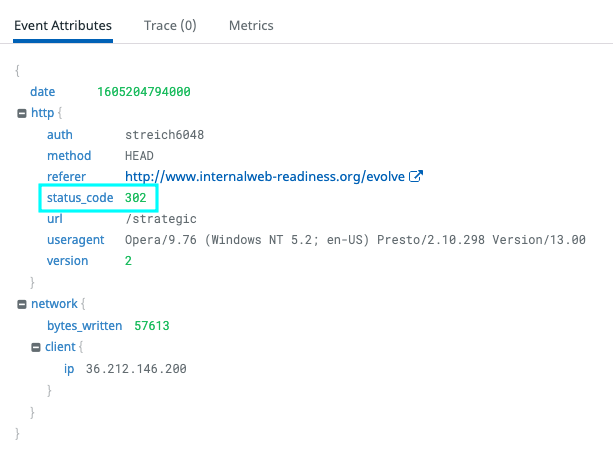 Event Attributes Trace (0) Metrics
{
date 1605204794000
http {
auth streich6048
method HEAD
referer http://www.internalweb-readiness.org/evolve
status_code 302
url /strategic
useragent Opera/9.76 (Windows NT 5.2; en-US) Presto/2.10.298 Version/13.00
version 2
}
network {
bytes_written 57613
client {
ip 36.212.146.200
}
}
}